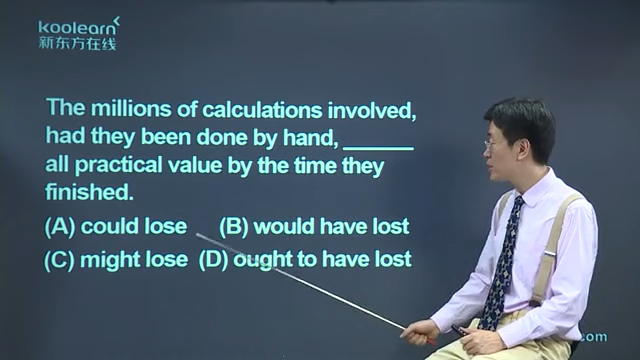 koolearn
新东方在线
The millions of calculations involved,
had they been done by hand, ______
all practical value by the time they
finished.
(A) could lose (B) would have lost
(C) might lose (D) ought to have lost
.com